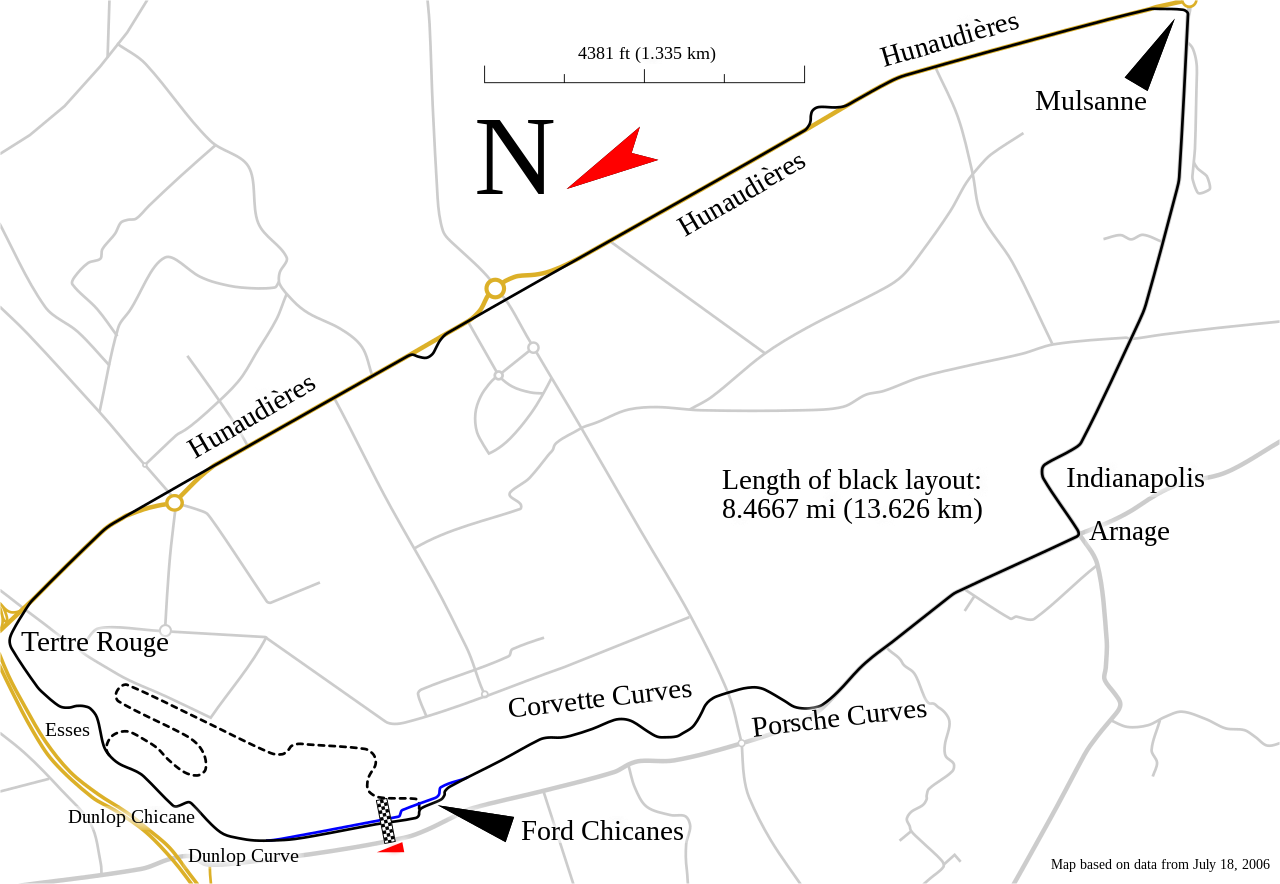 Hunaudières
4381 ft (1.335 km)
Mulsanne
N
Hunaudières
Hunaudières
Length of black layout:
8.4667 mi (13.626 km)
Indianapolis
Arnage
Tertre Rouge
Corvette Curves
Porsche Curves
Esses
Dunlop Chicane
Ford Chicanes
Dunlop Curve
Map based on data from July 18, 2006